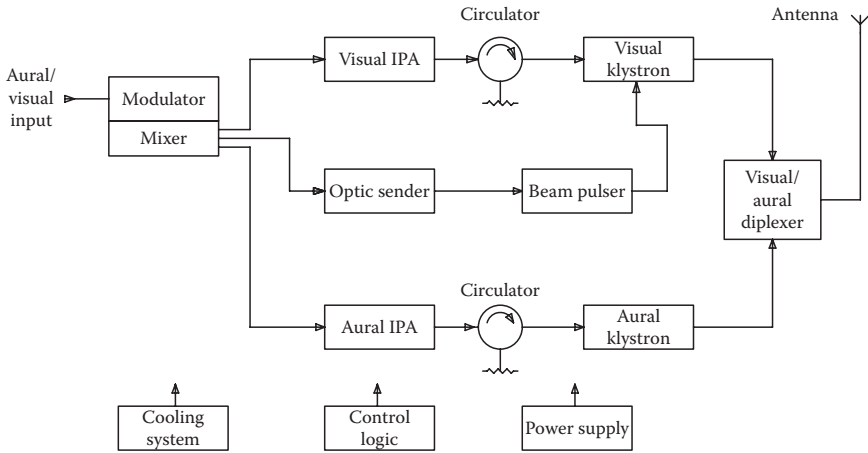 Circulator
Antenna
Aural/
visual
input
Modulator
Mixer
Visual IPA
Visual
klystron
Optic sender
Beam pulser
Visual/
aural
diplexer
Circulator
Aural IPA
Aural
klystron
Cooling
system
Control
logic
Power supply